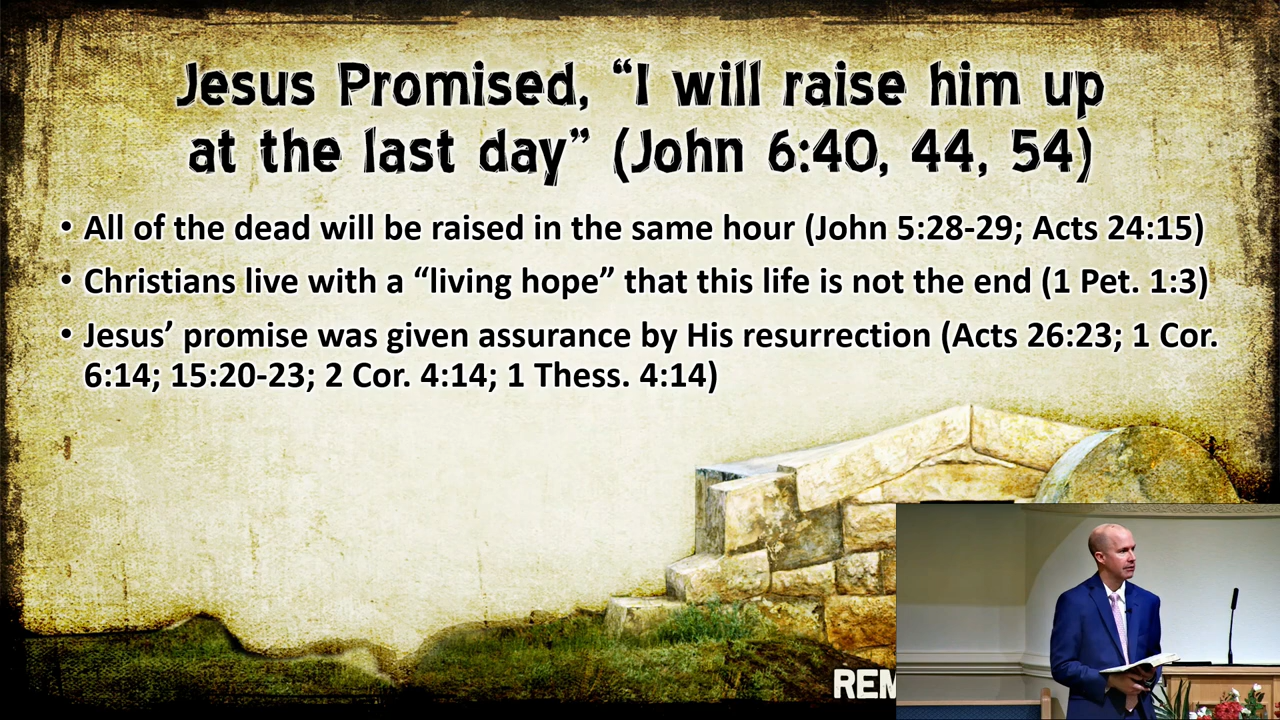 Jesus Promised, “I will raise him up
at the last day” (John 6:40, 44, 54)
• All of the dead will be raised in the same hour (John 5:28-29; Acts 24:15)
• Christians live with a “living hope” that this life is not the end (1 Pet. 1:3)
• Jesus’ promise was given assurance by His resurrection (Acts 26:23; 1 Cor.
6:14; 15:20-23; 2 Cor. 4:14; 1 Thess. 4:14)